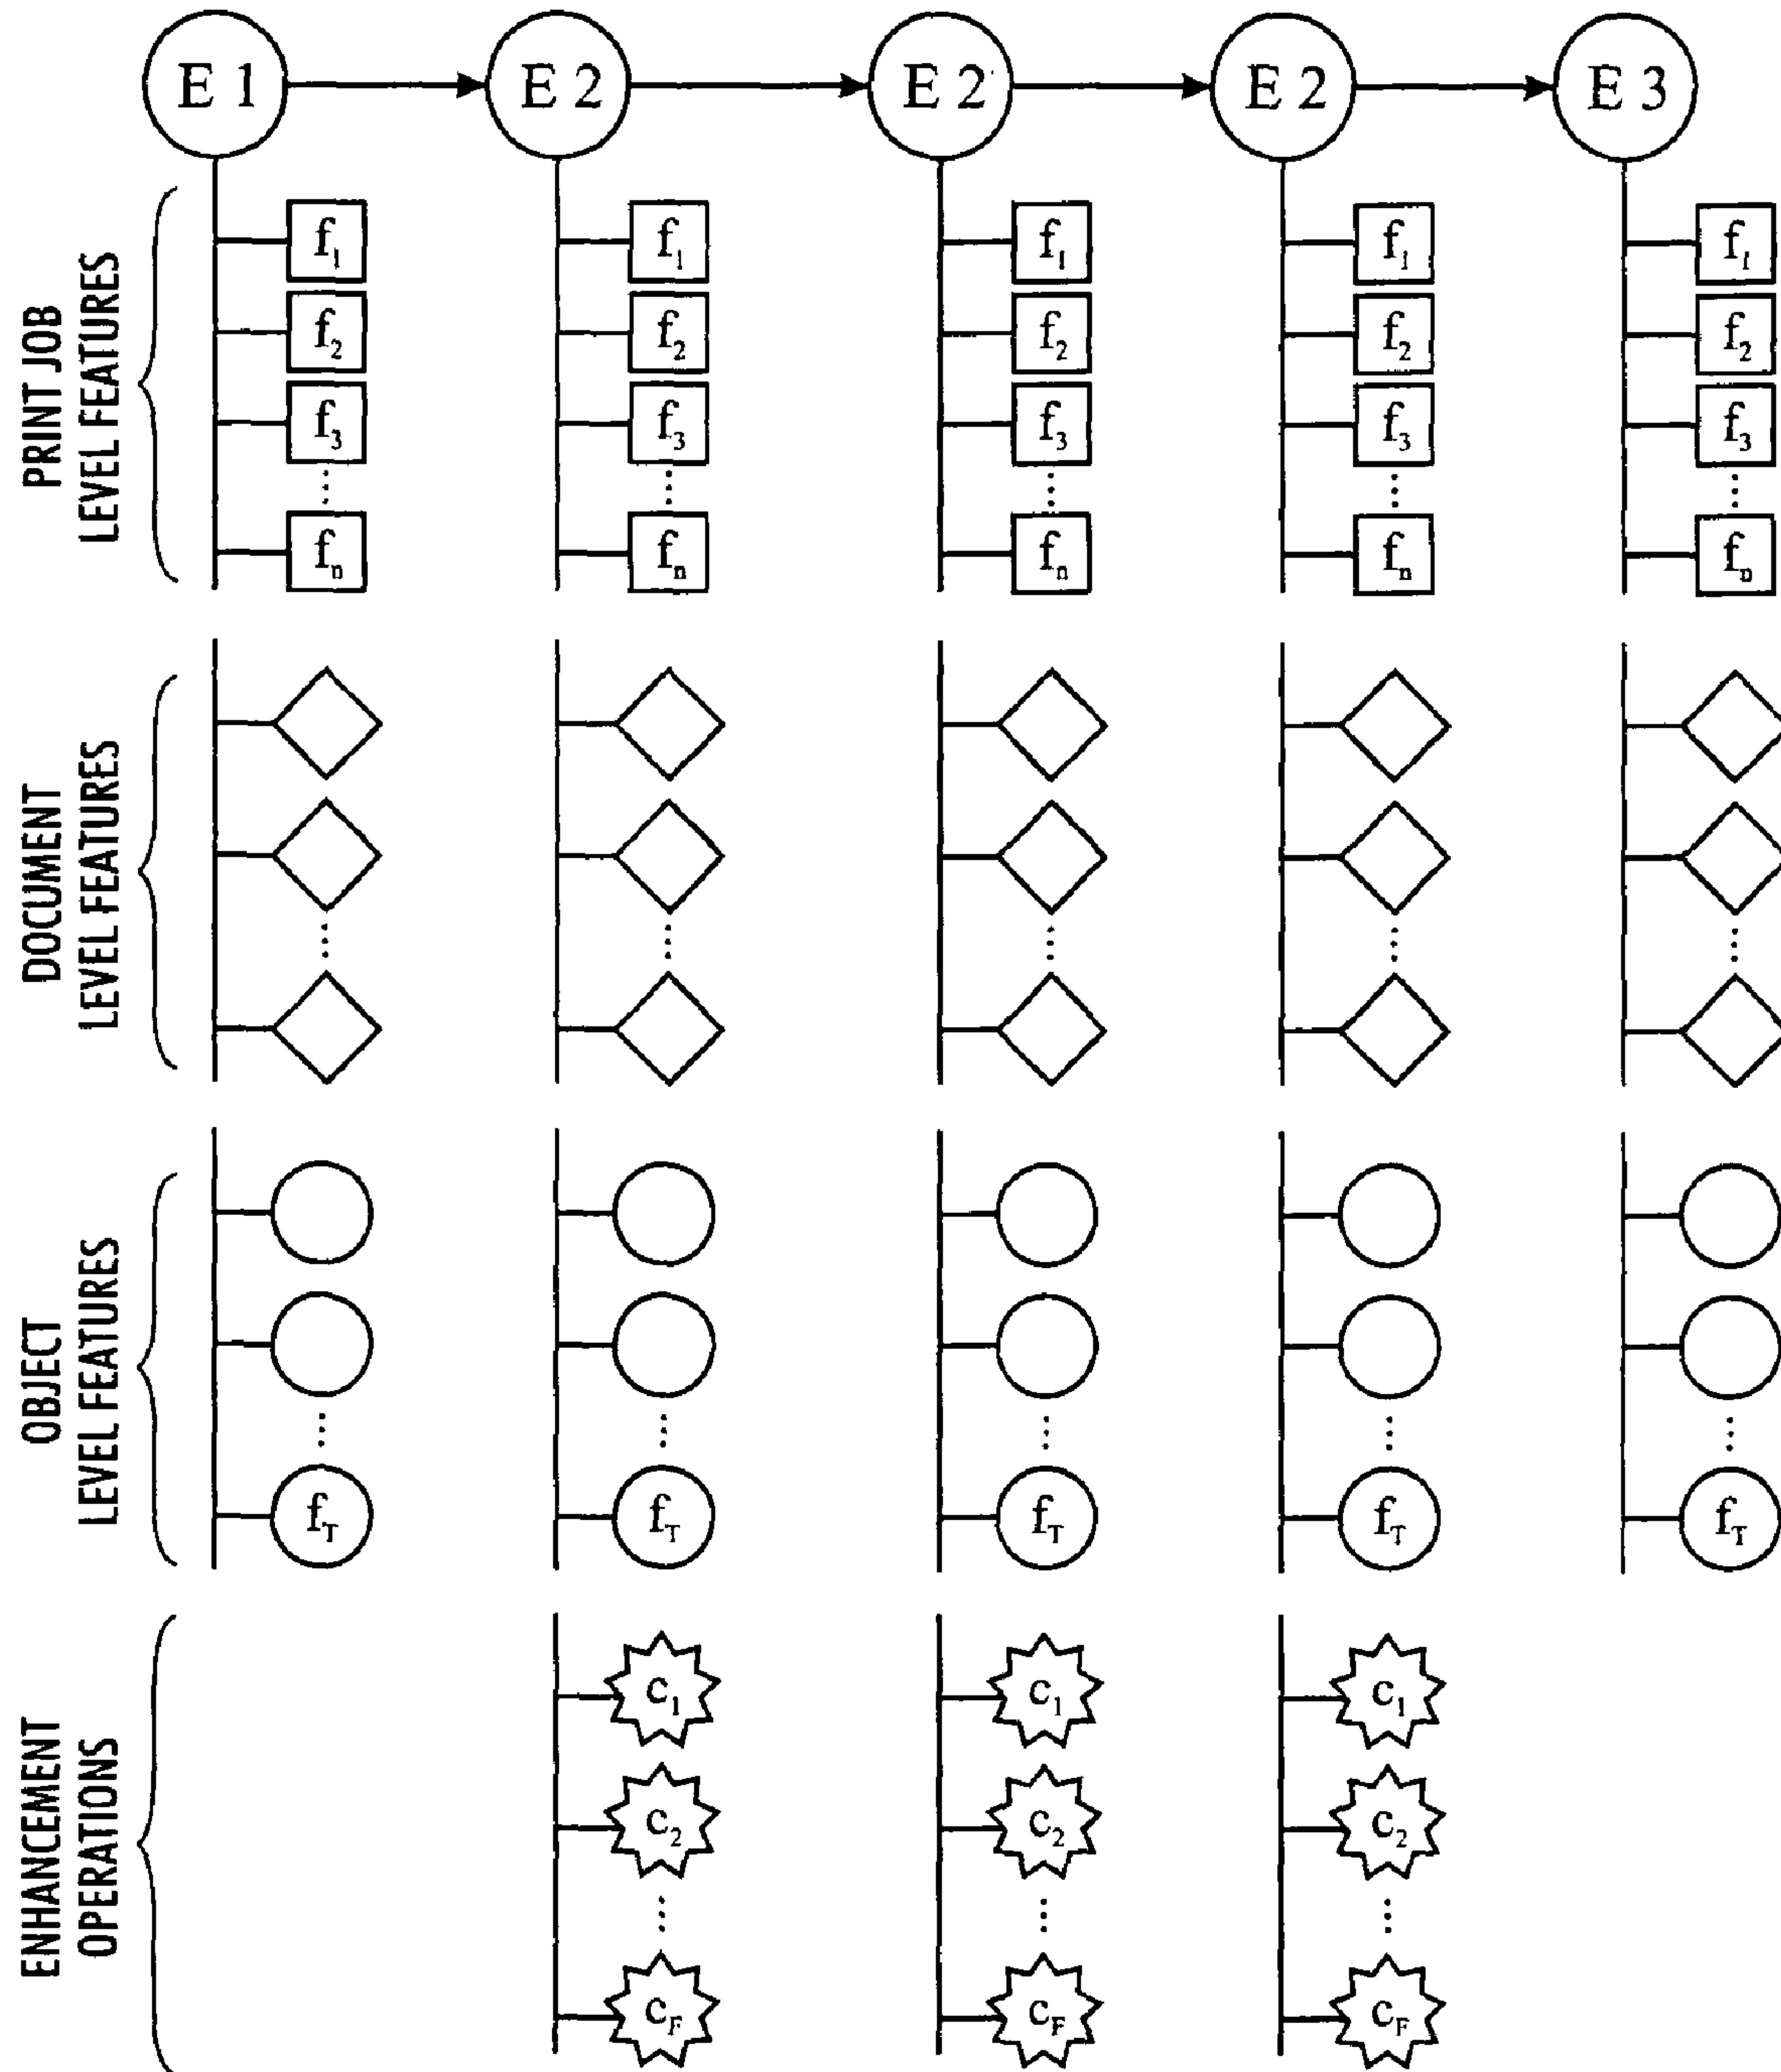 E 1 E 2 E 2 E 2 E 3
PRINT JOB
LEVEL FEATURES
f1 f1 f1 f1 f1
f2 f2 f2 f2 f2
f3 f3 f3 f3 f3
fn fn fn fn fn
DOCUMENT
LEVEL FEATURES
OBJECT
LEVEL FEATURES
fT fT fT fT fT
ENHANCEMENT
OPERATIONS
c1 c1 c1
c2 c2 c2
cF cF cF